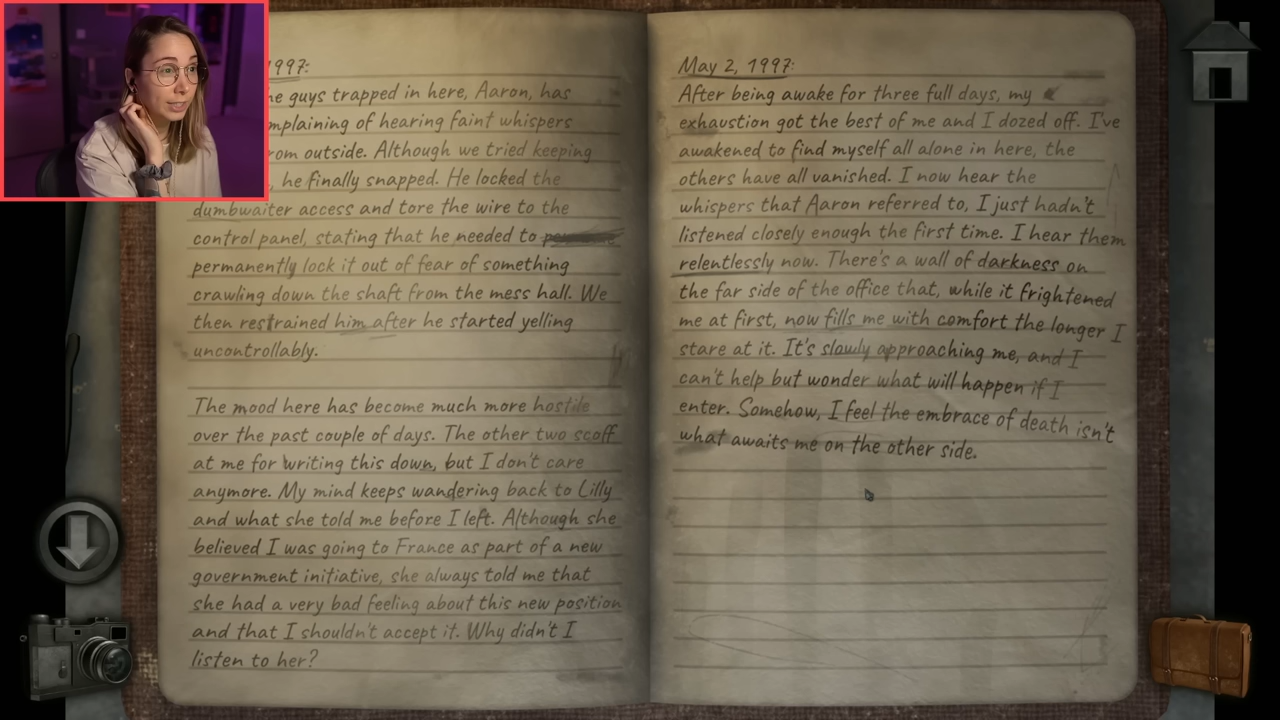 1997:
he guys trapped in here, Aaron, has
mplaining of hearing faint whispers
rom outside. Although we tried keeping
, he finally snapped. He locked the
dumbwaiter access and tore the wire to the
control panel, stating that he needed to
permanently lock it out of fear of something
crawling down the shaft from the mess hall. We
then restrained him after he started yelling
uncontrollably.
The mood here has become much more hostile
over the past couple of days. The other two scoff
at me for writing this down, but I don't care
anymore. My mind keeps wandering back to Lilly
and what she told me before I left. Although she
believed I was going to France as part of a new
government initiative, she always told me that
she had a very bad feeling about this new position
and that I shouldn't accept it. Why didn't I
listen to her?
May 2, 1997:
After being awake for three full days, my
exhaustion got the best of me and I dozed off. I've
awakened to find myself all alone in here, the
others have all vanished. I now hear the
whispers that Aaron referred to, I just hadn't
listened closely enough the first time. I hear them
relentlessly now. There's a wall of darkness on
the far side of the office that, while it frightened
me at first, now fills me with comfort the longer I
stare at it. It's slowly approaching me, and I
can't help but wonder what will happen if I
enter. Somehow, I feel the embrace of death isn't
what awaits me on the other side.